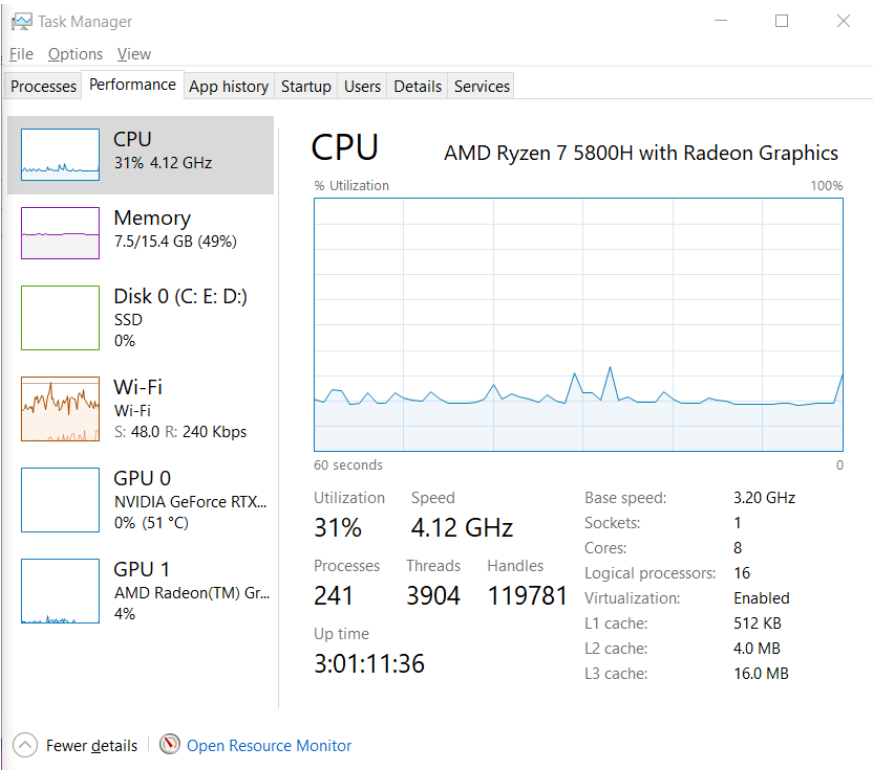 Task Manager
File Options View
Processes Performance App history Startup Users Details Services
CPU
31% 4.12 GHz
Memory
7.5/15.4 GB (49%)
Disk 0 (C: E: D:)
SSD
0%
Wi-Fi
Wi-Fi
S: 48.0 R: 240 Kbps
GPU 0
NVIDIA GeForce RTX...
0% (51 °C)
GPU 1
AMD Radeon(TM) Gr...
4%
CPU AMD Ryzen 7 5800H with Radeon Graphics
% Utilization 100%
60 seconds 0
Utilization Speed
31% 4.12 GHz
Processes Threads Handles
241 3904 119781
Up time
3:01:11:36
Base speed: 3.20 GHz
Sockets: 1
Cores: 8
Logical processors: 16
Virtualization: Enabled
L1 cache: 512 KB
L2 cache: 4.0 MB
L3 cache: 16.0 MB
Fewer details Open Resource Monitor